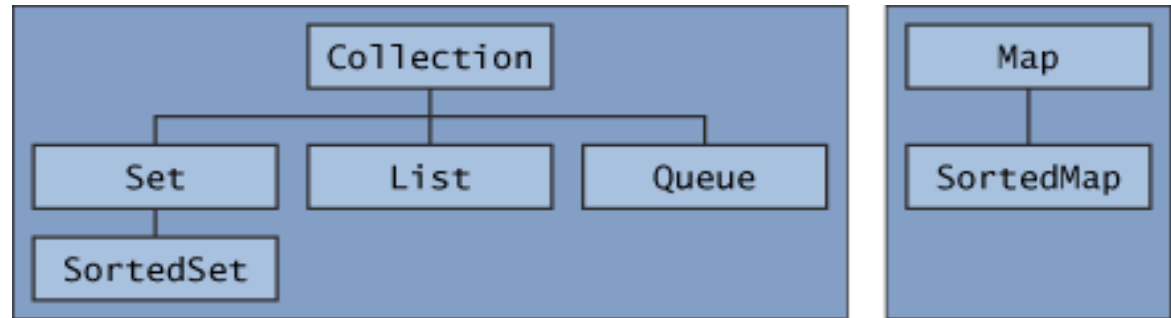 Collection
Set
List
Queue
SortedSet
Map
SortedMap